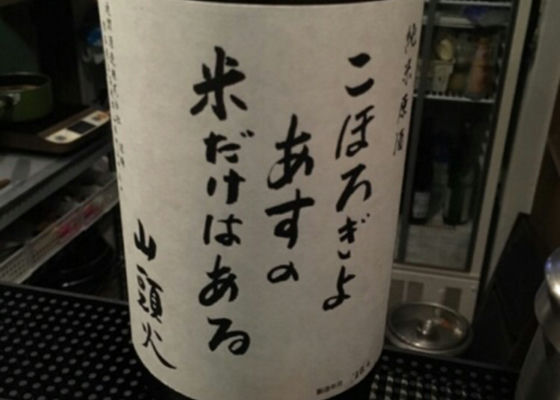 純米原酒
こほろぎよ
あすの
米だけはある
山頭火